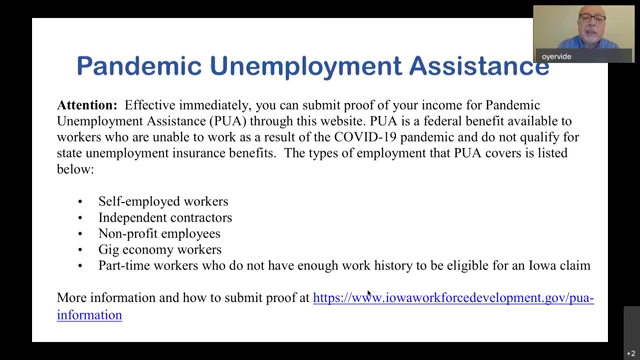 oyervide
Pandemic Unemployment Assistance
Attention: Effective immediately, you can submit proof of your income for Pandemic
Unemployment Assistance (PUA) through this website. PUA is a federal benefit available to
workers who are unable to work as a result of the COVID-19 pandemic and do not qualify for
state unemployment insurance benefits. The types of employment that PUA covers is listed
below:
• Self-employed workers
• Independent contractors
• Non-profit employees
• Gig economy workers
• Part-time workers who do not have enough work history to be eligible for an Iowa claim
More information and how to submit proof at https://www.iowaworkforcedevelopment.gov/pua-
information
+2